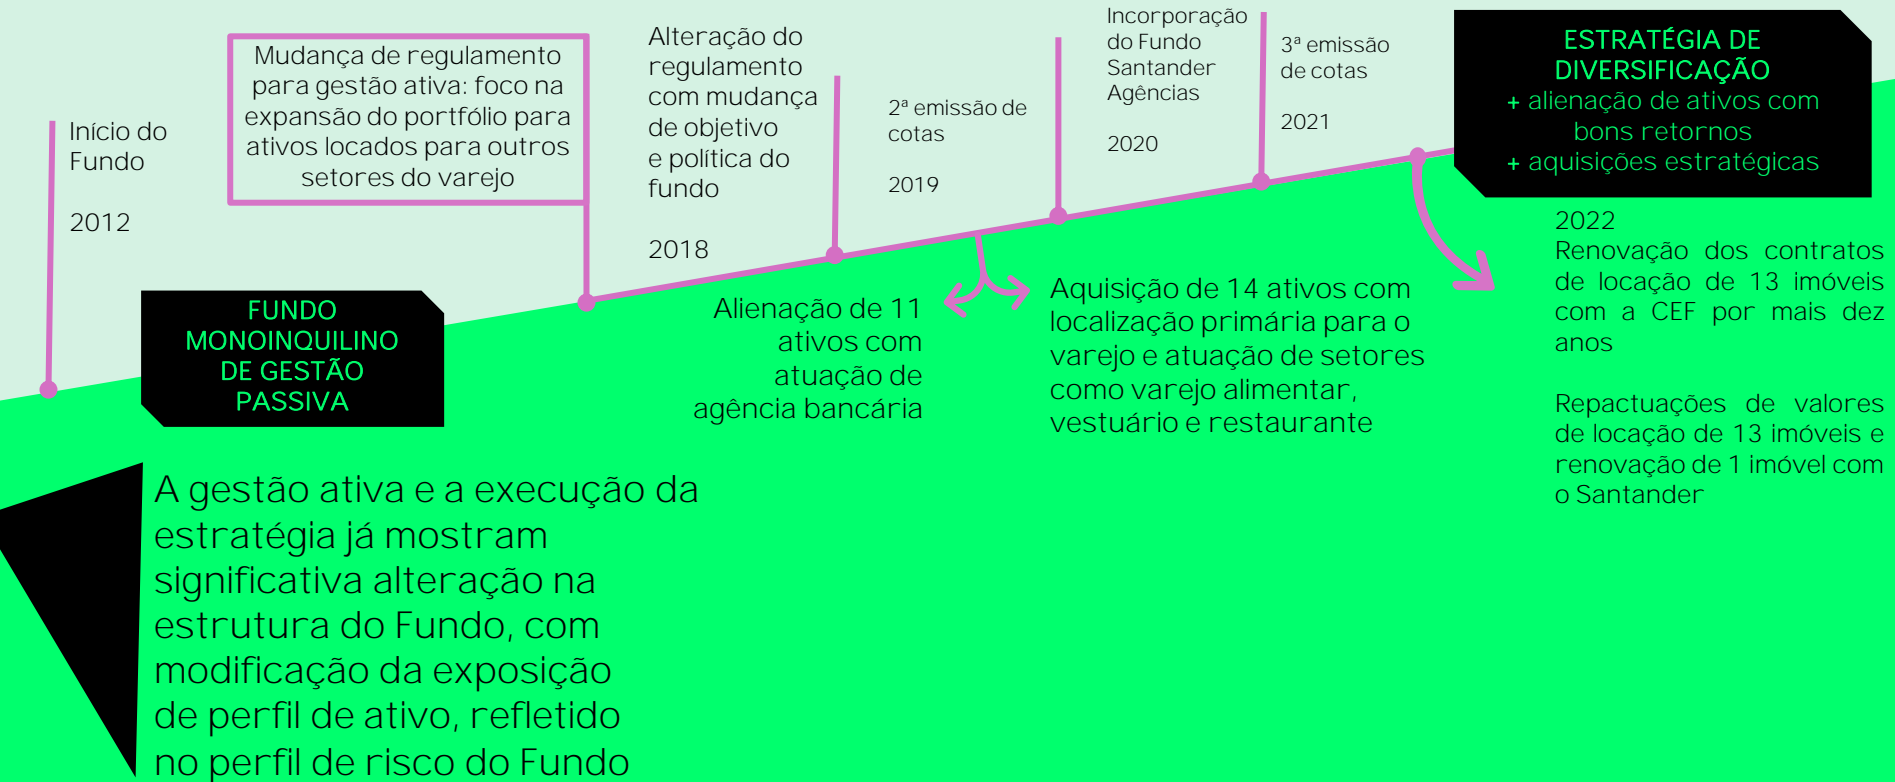 Início do
Fundo
2012
FUNDO
MONOINQUILINO
DE GESTÃO
PASSIVA
Mudança de regulamento
para gestão ativa: foco na
expansão do portfólio para
ativos locados para outros
setores do varejo
Alteração do
regulamento
com mudança
de objetivo
e política do
fundo
2018
2ª emissão de
cotas
2019
Alienação de 11
ativos com
atuação de
agência bancária
Aquisição de 14 ativos com
localização primária para o
varejo e atuação de setores
como varejo alimentar,
vestuário e restaurante
Incorporação
do Fundo
Santander
Agências
2020
3ª emissão
de cotas
2021
ESTRATÉGIA DE
DIVERSIFICAÇÃO
+ alienação de ativos com
bons retornos
+ aquisições estratégicas
2022
Renovação dos contratos
de locação de 13 imóveis
com a CEF por mais dez
anos
Repactuações de valores
de locação de 13 imóveis e
renovação de 1 imóvel com
o Santander
A gestão ativa e a execução da
estratégia já mostram
significativa alteração na
estrutura do Fundo, com
modificação da exposição
de perfil de ativo, refletido
no perfil de risco do Fundo